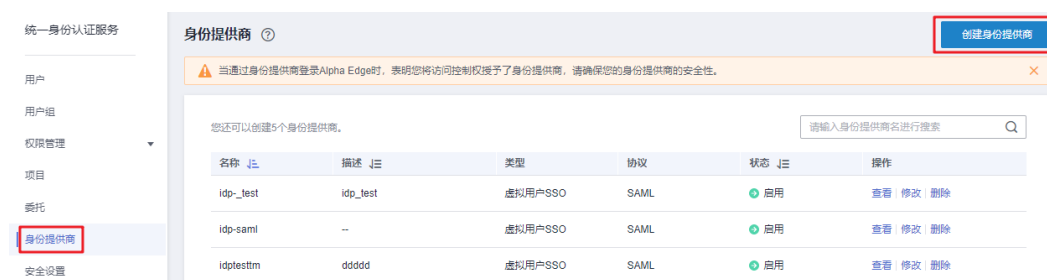 统一身份认证服务
用户
用户组
权限管理
项目
委托
身份提供商
安全设置
身份提供商
创建身份提供商
当通过身份提供商登录Alpha Edge时，表明您将访问控制权授予了身份提供商，请确保您的身份提供商的安全性。
您还可以创建5个身份提供商。
请输入身份提供商名进行搜索
名称 描述 类型 协议 状态 操作
idp-_test idp_test 虚拟用户SSO SAML 启用 查看 修改 删除
idp-saml -- 虚拟用户SSO SAML 启用 查看 修改 删除
idptesttm ddddd 虚拟用户SSO SAML 启用 查看 修改 删除